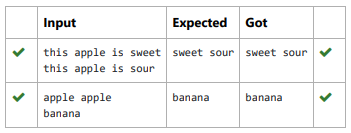 Input Expected Got
this apple is sweet sweet sour sweet sour
this apple is sour
apple apple banana banana
banana